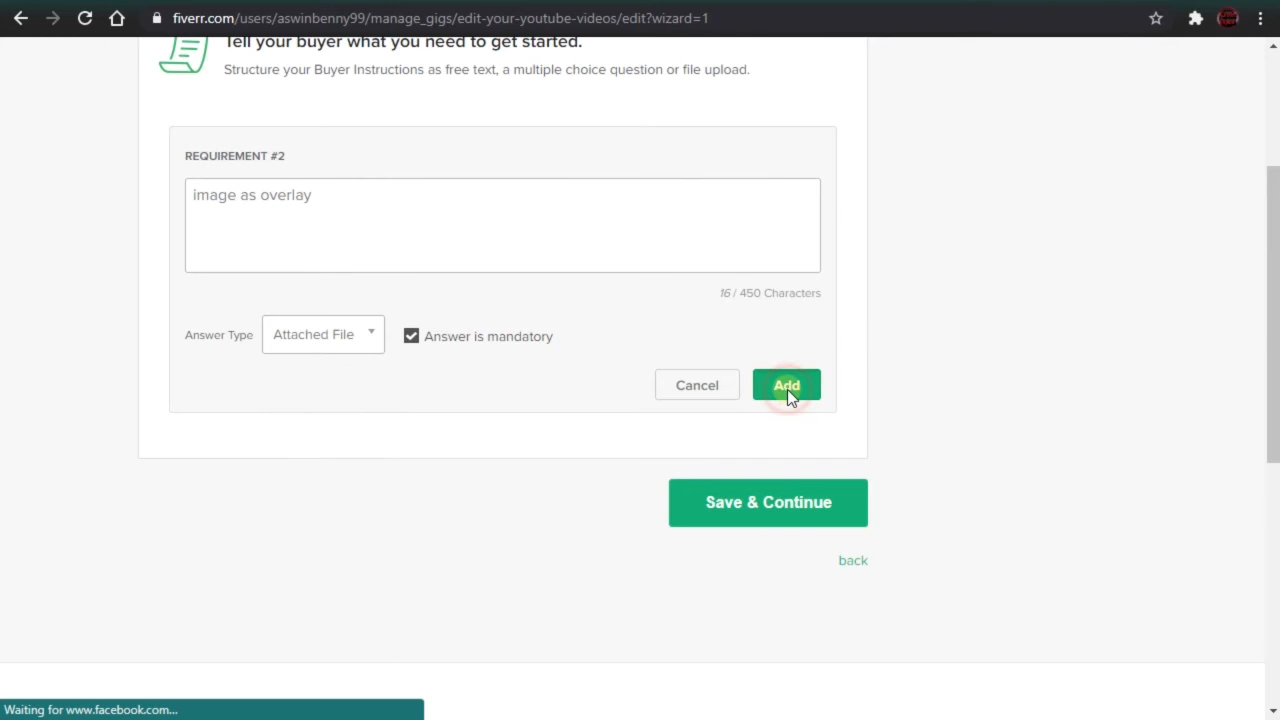 fiverr.com/users/aswinbenny99/manage_gigs/edit-your-youtube-videos/edit?wizard=1
Tell your buyer what you need to get started.
Structure your Buyer Instructions as free text, a multiple choice question or file upload.
REQUIREMENT #2
image as overlay
16 / 450 Characters
Answer Type Attached File Answer is mandatory
Cancel Add
Save & Continue
back
Waiting for www.facebook.com...